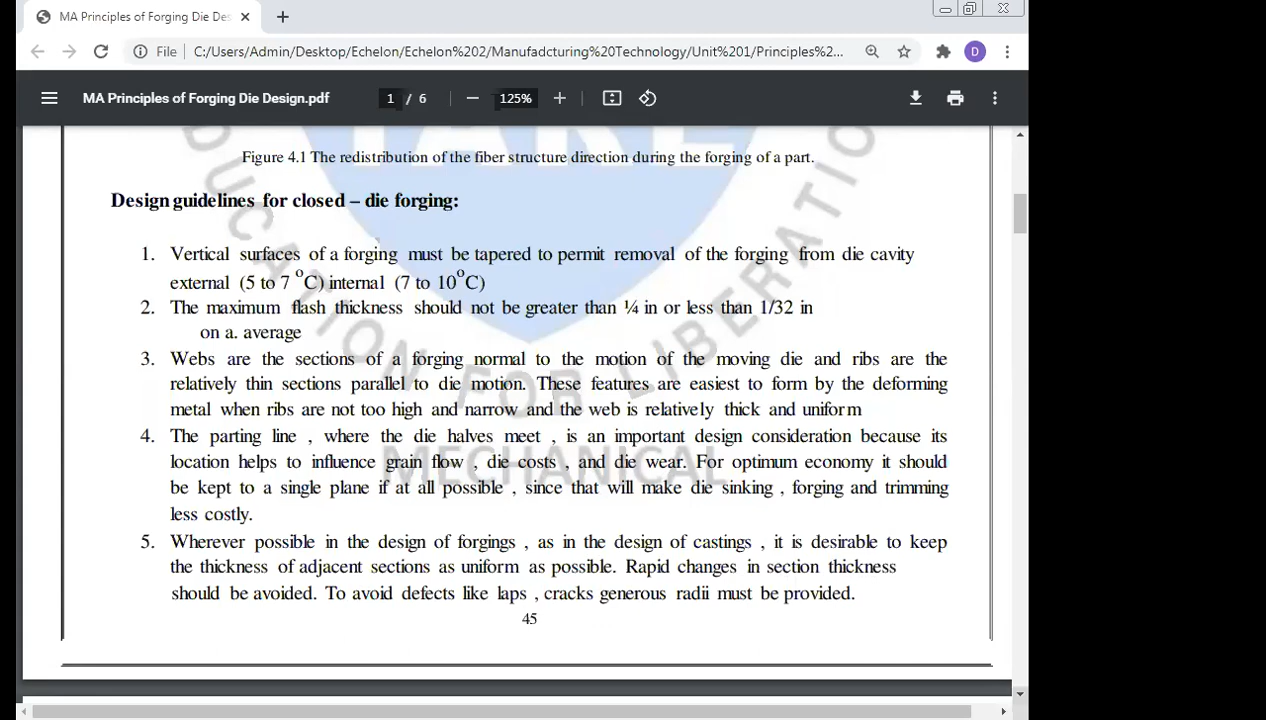 MA Principles of Forging Die Des
File C:/Users/Admin/Desktop/Echelon/Echelon%202/Manufadcturing%20Technology/Unit%201/Principles%2... D
MA Principles of Forging Die Design.pdf 1 / 6 125%
Figure 4.1 The redistribution of the fiber structure direction during the forging of a part.
Design guidelines for closed – die forging:
1. Vertical surfaces of a forging must be tapered to permit removal of the forging from die cavity
external (5 to 7 °C) internal (7 to 10°C)
2. The maximum flash thickness should not be greater than ¼ in or less than 1/32 in
on a. average
3. Webs are the sections of a forging normal to the motion of the moving die and ribs are the
relatively thin sections parallel to die motion. These features are easiest to form by the deforming
metal when ribs are not too high and narrow and the web is relatively thick and uniform
4. The parting line , where the die halves meet , is an important design consideration because its
location helps to influence grain flow , die costs , and die wear. For optimum economy it should
be kept to a single plane if at all possible , since that will make die sinking , forging and trimming
less costly.
5. Wherever possible in the design of forgings , as in the design of castings , it is desirable to keep
the thickness of adjacent sections as uniform as possible. Rapid changes in section thickness
should be avoided. To avoid defects like laps , cracks generous radii must be provided.
45
DUCATION FOR LIBERATIO
MECHANICAL